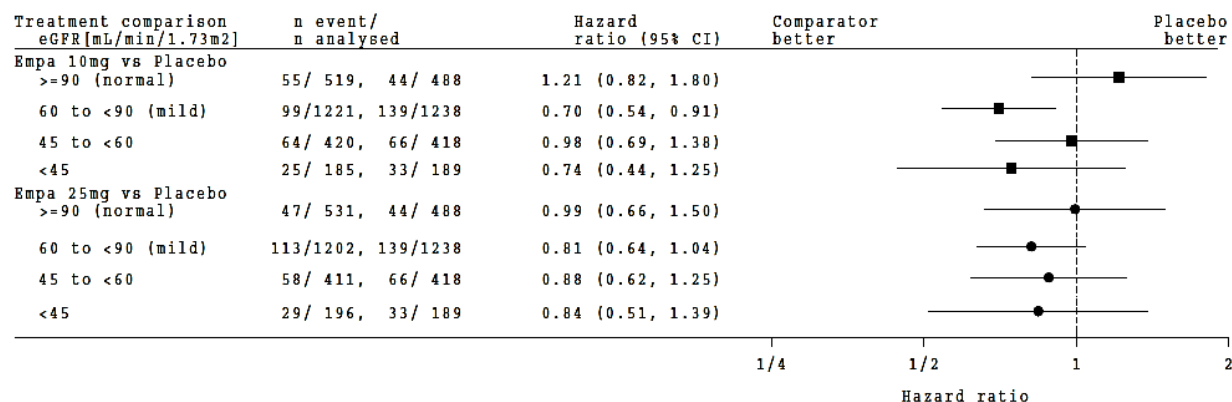 Treatment comparison n event/ Hazard Comparator Placebo
eGFR[mL/min/1.73m2] n analysed ratio (95% CI) better better
Empa 10mg vs Placebo
>=90 (normal) 55/ 519, 44/ 488 1.21 (0.82, 1.80)
60 to <90 (mild) 99/1221, 139/1238 0.70 (0.54, 0.91)
45 to <60 64/ 420, 66/ 418 0.98 (0.69, 1.38)
<45 25/ 185, 33/ 189 0.74 (0.44, 1.25)
Empa 25mg vs Placebo
>=90 (normal) 47/ 531, 44/ 488 0.99 (0.66, 1.50)
60 to <90 (mild) 113/1202, 139/1238 0.81 (0.64, 1.04)
45 to <60 58/ 411, 66/ 418 0.88 (0.62, 1.25)
<45 29/ 196, 33/ 189 0.84 (0.51, 1.39)
1/4 1/2 1 2
Hazard ratio